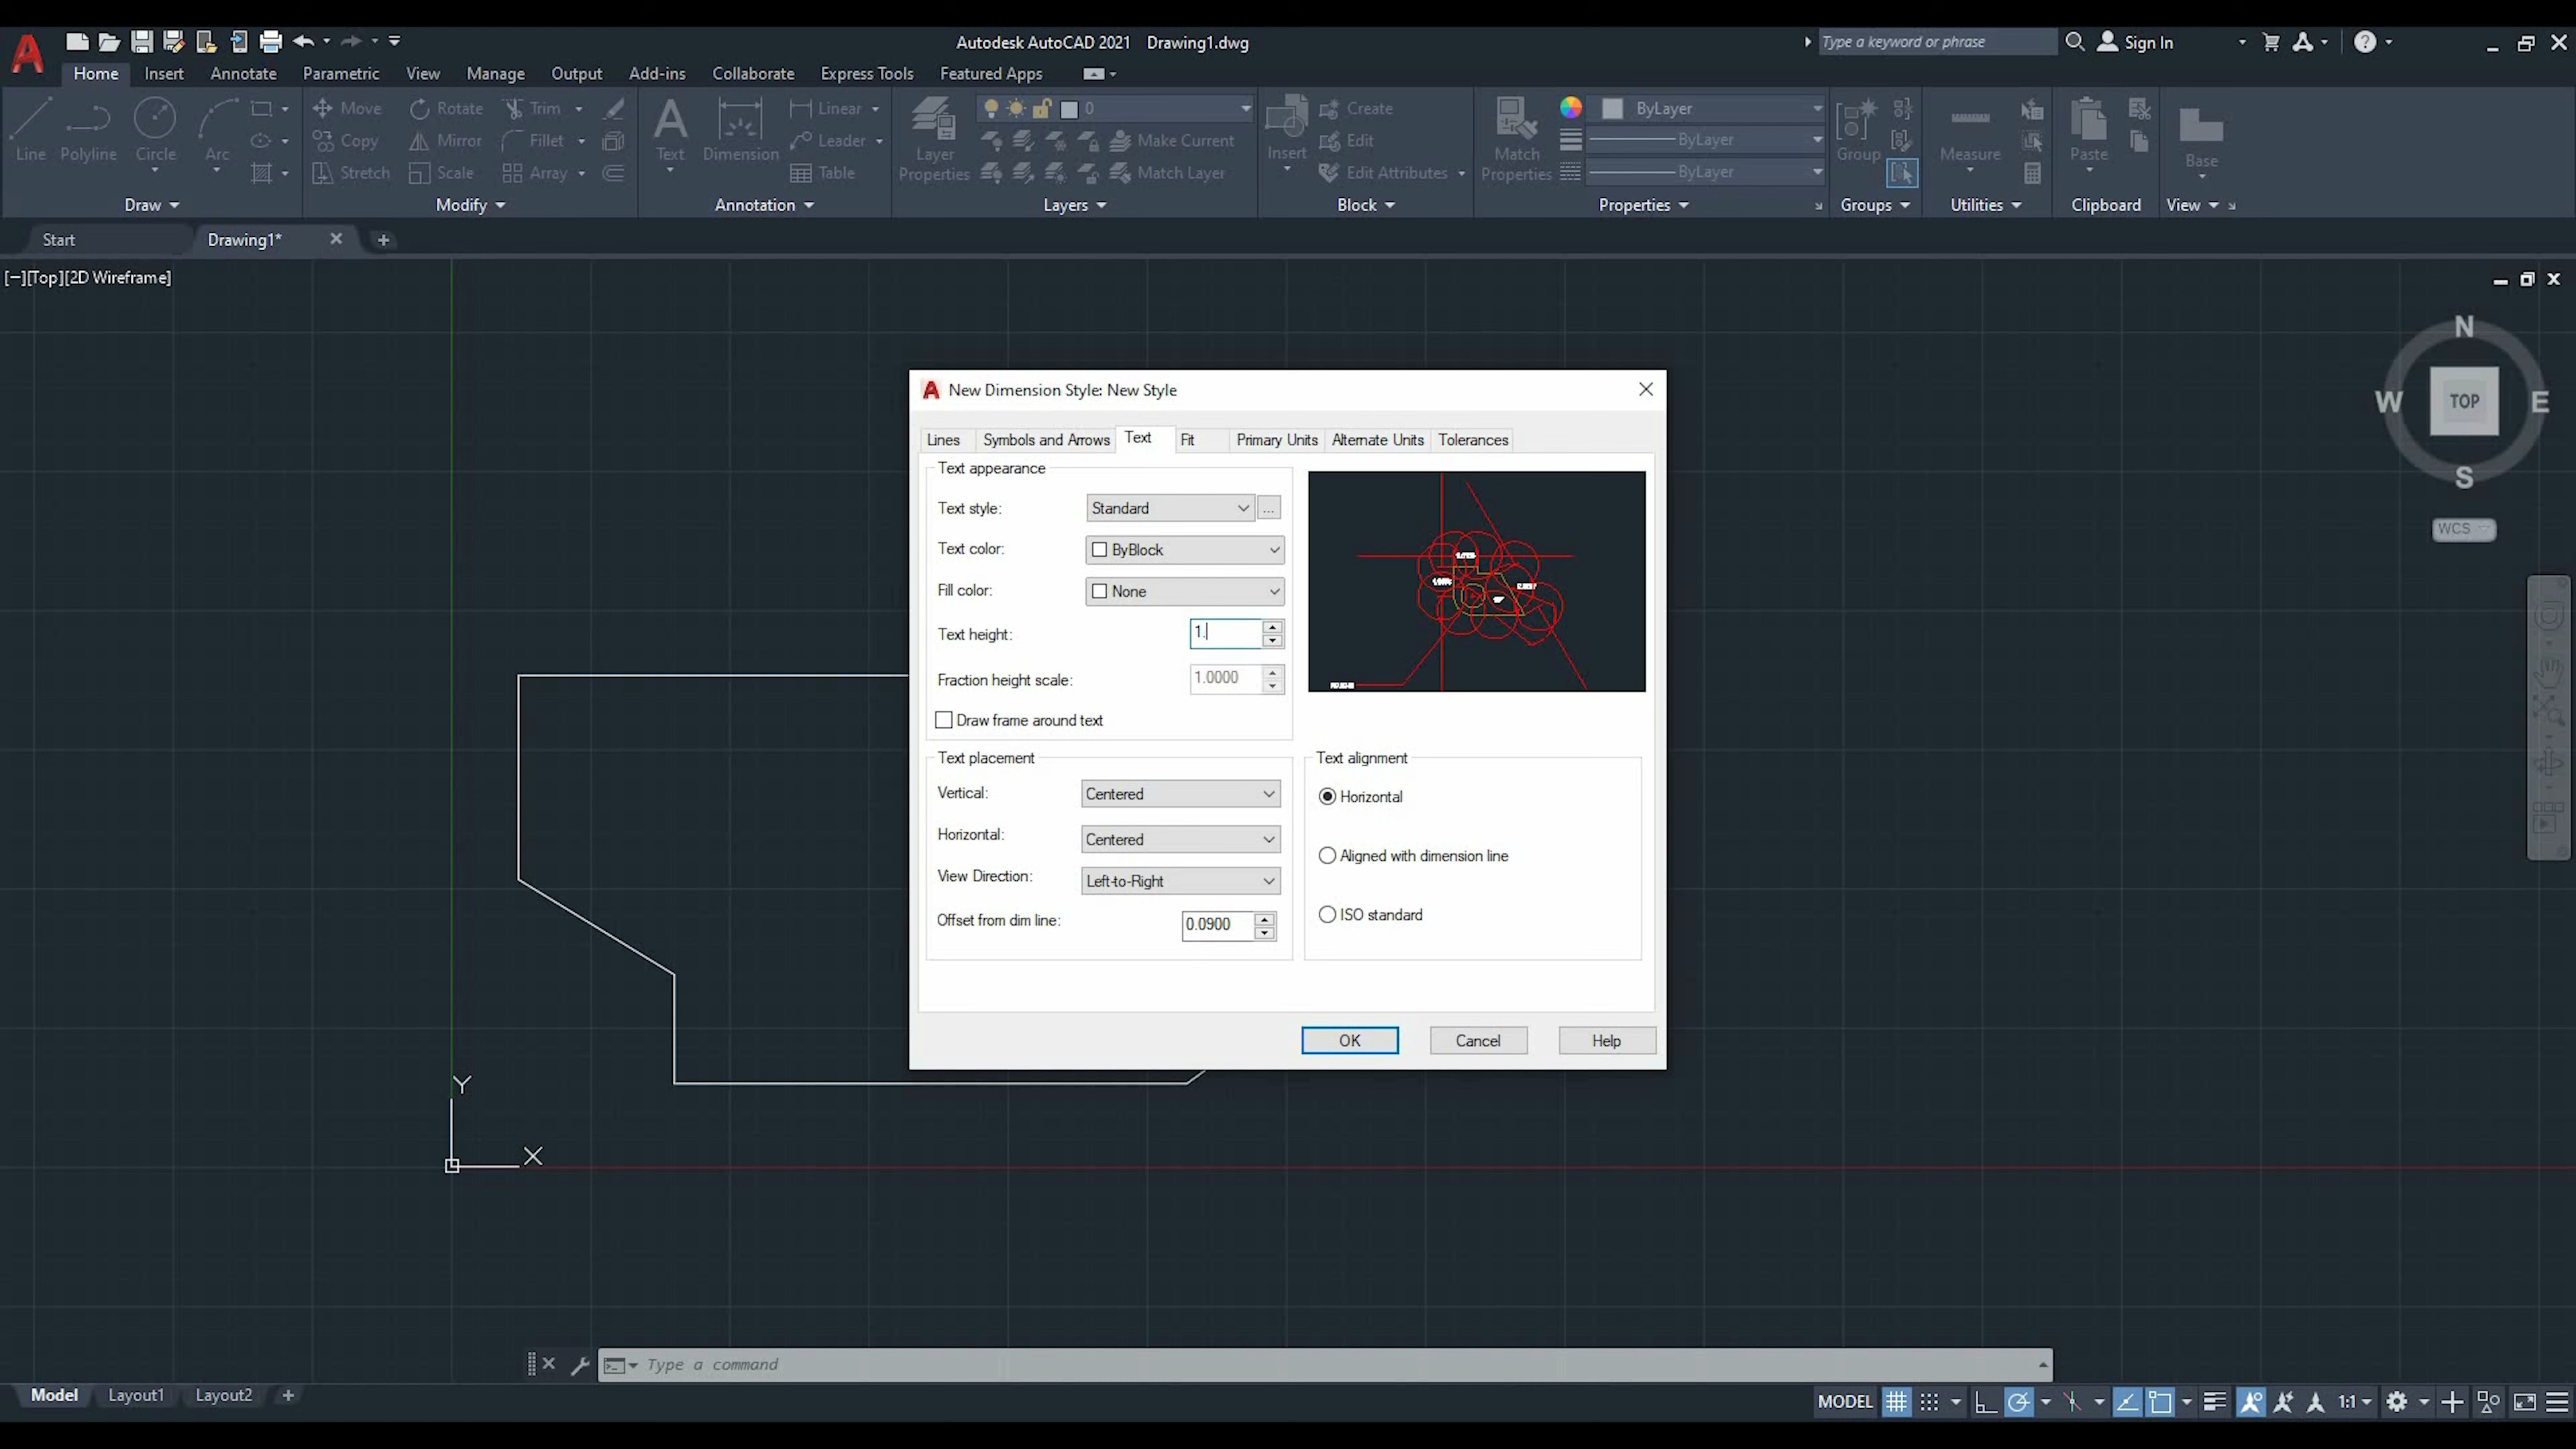 Autodesk AutoCAD 2021 Drawing1.dwg
Type a keyword or phrase
Sign In
Home Insert Annotate Parametric View Manage Output Add-ins Collaborate Express Tools Featured Apps
Line Polyline Circle Arc
Move Rotate Trim
Copy Mirror Fillet
Stretch Scale Array
Text Dimension
Linear
Leader
Table
Layer Properties
0
Make Current
Match Layer
Insert
Create
Edit
Edit Attributes
Match Properties
ByLayer
ByLayer
ByLayer
Group
Measure
Paste
Base
Draw Modify Annotation Layers Block Properties Groups Utilities Clipboard View
Start Drawing1*
[−][Top][2D Wireframe]
N
W TOP E
S
WCS
New Dimension Style: New Style
Lines Symbols and Arrows Text Fit Primary Units Alternate Units Tolerances
Text appearance
Text style: Standard ...
Text color: ByBlock
Fill color: None
Text height: 1.
Fraction height scale: 1.0000
Draw frame around text
Text placement
Vertical: Centered
Horizontal: Centered
View Direction: Left-to-Right
Offset from dim line: 0.0900
Text alignment
Horizontal
Aligned with dimension line
ISO standard
OK Cancel Help
Y
X
Type a command
Model Layout1 Layout2
MODEL
1:1